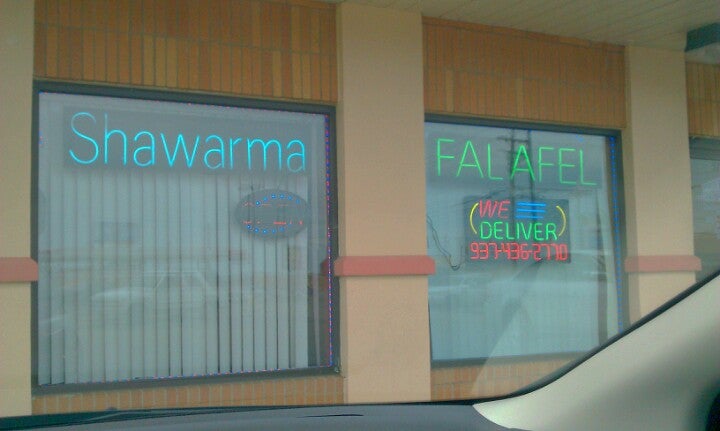 Shawarma
FALAFEL
WE
DELIVER
937-436-2770